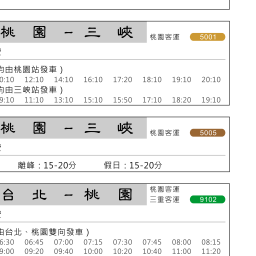 桃園-三峽 桃園客運 5001
由桃園站發車)
0:10 12:10 14:10 16:10 17:20 18:10 19:10 20:10
由三峽站發車)
9:10 11:10 13:10 15:10 15:50 17:10 18:20 19:10
桃園-三峽 桃園客運 5005
離峰:15-20分 假日:15-20分
台北-桃園 桃園客運
三重客運 9102
由台北、桃園雙向發車)
6:30 06:45 07:00 07:15 07:30 07:45 08:00 08:15
9:00 09:20 09:40 10:00 10:20 10:40 11:00 11:20